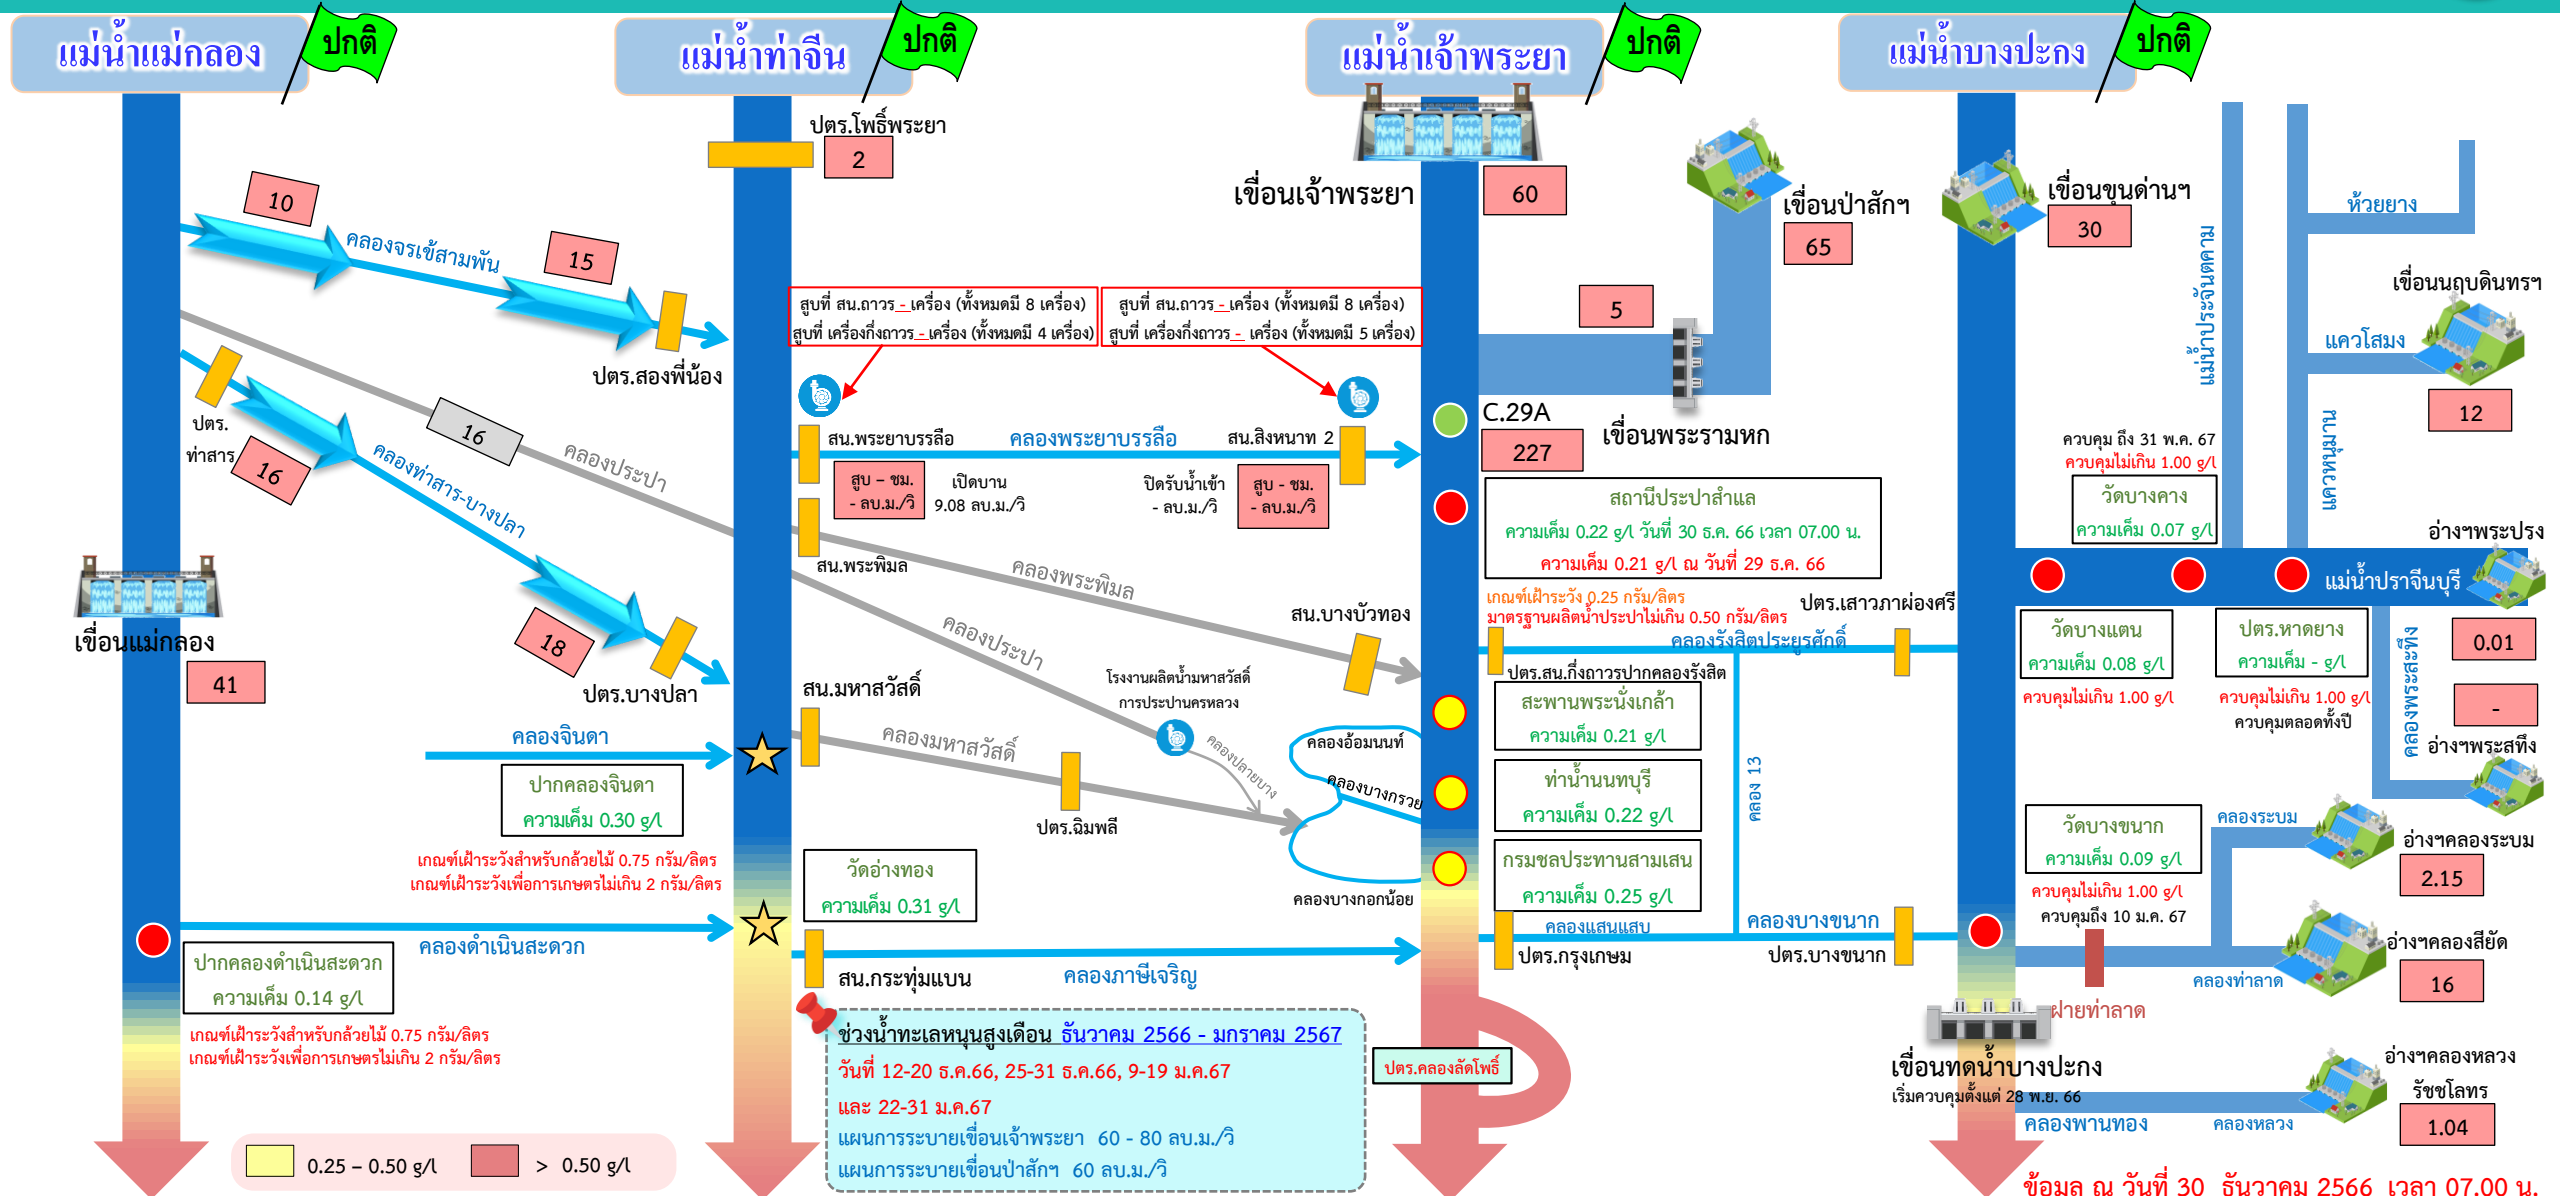 แม่น้ำแม่กลอง
ปกติ
แม่น้ำท่าจีน
ปกติ
แม่น้ำเจ้าพระยา
ปกติ
แม่น้ำบางปะกง
ปกติ
10
คลองจรเข้สามพัน
15
ปตร.สองพี่น้อง
ปตร.
ท่าสาร
16
คลองท่าสาร-บางปลา
16
คลองประปา
18
ปตร.บางปลา
เขื่อนแม่กลอง
41
คลองจินดา
ปากคลองจินดา
ความเค็ม 0.30 g/l
เกณฑ์เฝ้าระวังสำหรับกล้วยไม้ 0.75 กรัม/ลิตร
เกณฑ์เฝ้าระวังเพื่อการเกษตรไม่เกิน 2 กรัม/ลิตร
คลองดำเนินสะดวก
ปากคลองดำเนินสะดวก
ความเค็ม 0.14 g/l
เกณฑ์เฝ้าระวังสำหรับกล้วยไม้ 0.75 กรัม/ลิตร
เกณฑ์เฝ้าระวังเพื่อการเกษตรไม่เกิน 2 กรัม/ลิตร
0.25 – 0.50 g/l
> 0.50 g/l
ปตร.โพธิ์พระยา
2
สูบที่ สน.ถาวร - เครื่อง (ทั้งหมดมี 8 เครื่อง)
สูบที่ เครื่องกึ่งถาวร - เครื่อง (ทั้งหมดมี 4 เครื่อง)
สูบที่ สน.ถาวร - เครื่อง (ทั้งหมดมี 8 เครื่อง)
สูบที่ เครื่องกึ่งถาวร - เครื่อง (ทั้งหมดมี 5 เครื่อง)
สน.พระยาบรรลือ
คลองพระยาบรรลือ
สน.สิงหนาท 2
สูบ – ชม.
- ลบ.ม./วิ
เปิดบาน
9.08 ลบ.ม./วิ
ปิดรับน้ำเข้า
- ลบ.ม./วิ
สูบ - ชม.
- ลบ.ม./วิ
สน.พระพิมล
คลองพระพิมล
สน.บางบัวทอง
คลองประปา
โรงงานผลิตน้ำมหาสวัสดิ์
การประปานครหลวง
สน.มหาสวัสดิ์
คลองมหาสวัสดิ์
ปตร.ฉิมพลี
คลองปลายบาง
คลองอ้อมนนท์
คลองบางกรวย
คลองบางกอกน้อย
วัดอ่างทอง
ความเค็ม 0.31 g/l
สน.กระทุ่มแบน
คลองภาษีเจริญ
ช่วงน้ำทะเลหนุนสูงเดือน ธันวาคม 2566 - มกราคม 2567
วันที่ 12-20 ธ.ค.66, 25-31 ธ.ค.66, 9-19 ม.ค.67
และ 22-31 ม.ค.67
แผนการระบายเขื่อนเจ้าพระยา 60 - 80 ลบ.ม./วิ
แผนการระบายเขื่อนป่าสักฯ 60 ลบ.ม./วิ
ปตร.คลองลัดโพธิ์
เขื่อนเจ้าพระยา
60
เขื่อนป่าสักฯ
65
5
เขื่อนพระรามหก
C.29A
227
สถานีประปาสำแล
ความเค็ม 0.22 g/l วันที่ 30 ธ.ค. 66 เวลา 07.00 น.
ความเค็ม 0.21 g/l ณ วันที่ 29 ธ.ค. 66
เกณฑ์เฝ้าระวัง 0.25 กรัม/ลิตร
มาตรฐานผลิตน้ำประปาไม่เกิน 0.50 กรัม/ลิตร
ปตร.เสาวภาผ่องศรี
คลองรังสิตประยูรศักดิ์
ปตร.สน.กึ่งถาวรปากคลองรังสิต
สะพานพระนั่งเกล้า
ความเค็ม 0.21 g/l
ท่าน้ำนนทบุรี
ความเค็ม 0.22 g/l
คลอง 13
กรมชลประทานสามเสน
ความเค็ม 0.25 g/l
คลองแสนแสบ
คลองบางขนาก
ปตร.กรุงเกษม
ปตร.บางขนาก
เขื่อนขุนด่านฯ
30
แม่น้ำประจันตคาม
ห้วยยาง
เขื่อนนฤบดินทรฯ
แควโสมง
12
แควหนุมาน
ควบคุม ถึง 31 พ.ค. 67
ควบคุมไม่เกิน 1.00 g/l
วัดบางคาง
ความเค็ม 0.07 g/l
อ่างฯพระปรง
แม่น้ำปราจีนบุรี
0.01
วัดบางแตน
ความเค็ม 0.08 g/l
ควบคุมไม่เกิน 1.00 g/l
ปตร.หาดยาง
ความเค็ม - g/l
ควบคุมไม่เกิน 1.00 g/l
ควบคุมตลอดทั้งปี
คลองพระสะทึง
-
อ่างฯพระสทึง
วัดบางขนาก
ความเค็ม 0.09 g/l
ควบคุมไม่เกิน 1.00 g/l
ควบคุมถึง 10 ม.ค. 67
คลองระบม
อ่างฯคลองระบม
2.15
อ่างฯคลองสียัด
16
คลองท่าลาด
ฝายท่าลาด
เขื่อนทดน้ำบางปะกง
เริ่มควบคุมตั้งแต่ 28 พ.ย. 66
คลองพานทอง
คลองหลวง
อ่างฯคลองหลวง
รัชชโลทร
1.04
ข้อมูล ณ วันที่ 30 ธันวาคม 2566 เวลา 07.00 น.